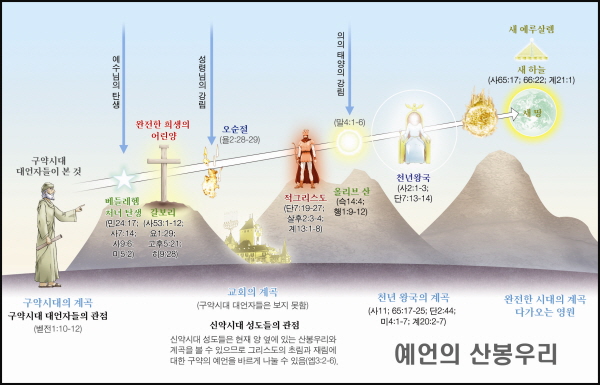 예수님의 탄생
성령님의 강림
의의 태양의 강림
새 예루살렘
새 하늘
(사65:17; 66:22; 계21:1)
새 땅
완전한 희생의
어린양
오순절
(욜2:28-29)
(말4:1-6)
구약시대
대언자들이 본 것
베들레헴
처녀 탄생
(민24:17;
사7:14;
사9:6;
미5:2)
갈보리
(사53:1-12;
요1:29;
고후5:21;
히9:28)
적그리스도
(단7:19-27;
살후2:3-4;
계13:1-8)
올리브 산
(슥14:4;
행1:9-12)
천년왕국
(사2:1-3;
단7:13-14)
구약시대의 계곡
구약시대 대언자들의 관점
(벧전1:10-12)
교회의 계곡
(구약시대 대언자들은 보지 못함)
신약시대 성도들의 관점
신약시대 성도들은 현재 양 옆에 있는 산봉우리와
계곡을 볼 수 있으므로 그리스도의 초림과 재림에
대한 구약의 예언을 바르게 나눌 수 있음(엡3:2-6).
천년 왕국의 계곡
(사11; 65:17-25; 단2:44;
미4:1-7; 계20:2-7)
완전한 시대의 계곡
다가오는 영원
예언의 산봉우리